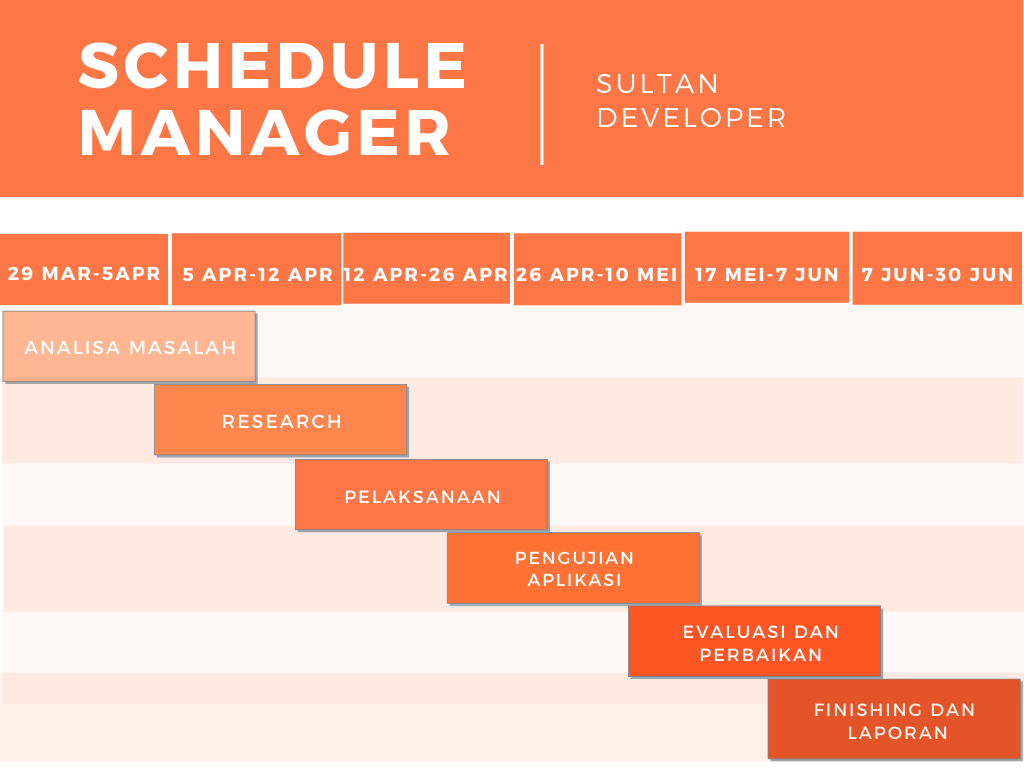 SCHEDULE
MANAGER
SULTAN
DEVELOPER
29 MAR-5APR
5 APR-12 APR
12 APR-26 APR
26 APR-10 MEI
17 MEI-7 JUN
7 JUN-30 JUN
ANALISA MASALAH
RESEARCH
PELAKSANAAN
PENGUJIAN
APLIKASI
EVALUASI DAN
PERBAIKAN
FINISHING DAN
LAPORAN